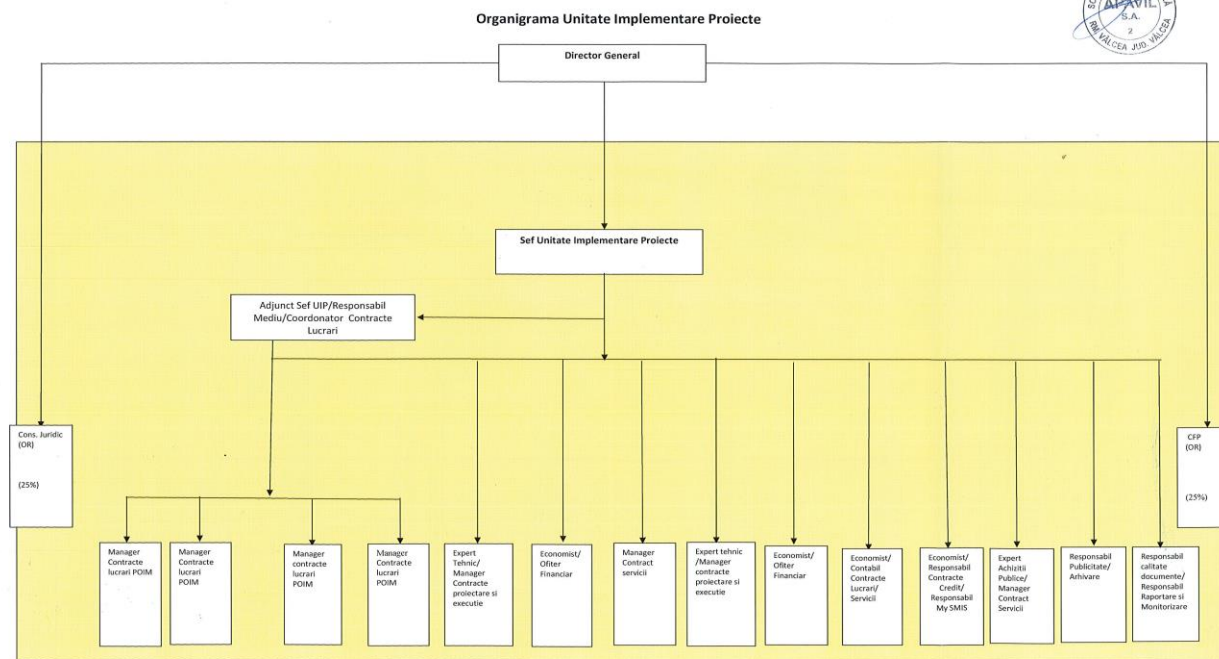 Organigrama Unitate Implementare Proiecte
APAVIL
S.A.
2
RM. VÂLCEA JUD. VÂLCEA
Director General
Sef Unitate Implementare Proiecte
Adjunct Sef UIP/Responsabil
Mediu/Coordonator Contracte
Lucrari
Cons. Juridic
(OR)
(25%)
CFP
(OR)
(25%)
Manager
Contracte
lucrari POIM
Manager
Contracte
lucrari
POIM
Manager
contracte
lucrari
POIM
Manager
Contracte
lucrari
POIM
Expert
Tehnic/
Manager
Contracte
proiectare si
executie
Economist/
Ofiter
Financiar
Manager
Contract
servicii
Expert tehnic
/Manager
contracte
proiectare si
executie
Economist/
Ofiter
Financiar
Economist/
Contabil
Contracte
Lucrari/
Servicii
Economist/
Responsabil
Contracte
Credit/
Responsabil
My SMIS
Expert
Achizitii
Publice/
Manager
Contract
Servicii
Responsabil
Publicitate/
Arhivare
Responsabil
calitate
documente/
Responsabil
Raportare si
Monitorizare